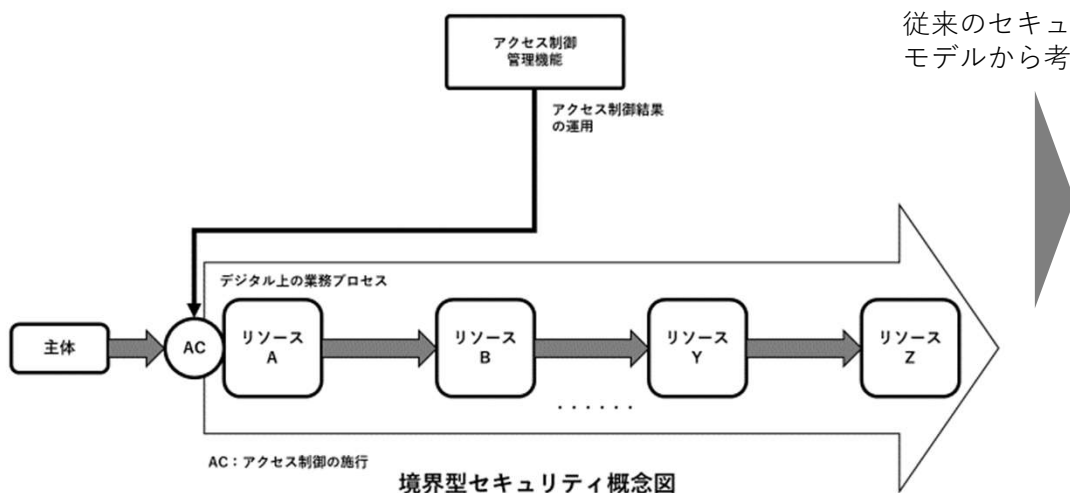 従来のセキュ
モデルから考
アクセス制御
管理機能
アクセス制御結果
の運用
デジタル上の業務プロセス
主体
AC
リソース
A
リソース
B
リソース
Y
リソース
Z
......
AC：アクセス制御の施行
境界型セキュリティ概念図